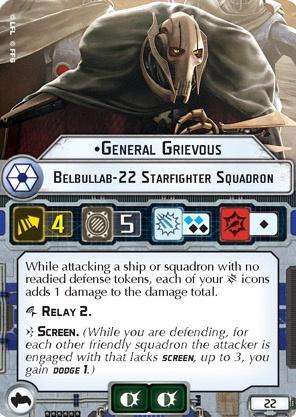 © LFL © FFG
•GENERAL GRIEVOUS
BELBULLAB-22 STARFIGHTER SQUADRON
4 5
While attacking a ship or squadron with no
readied defense tokens, each of your icons
adds 1 damage to the damage total.
RELAY 2.
SCREEN. (While you are defending, for
each other friendly squadron the attacker is
engaged with that lacks SCREEN, up to 3, you
gain DODGE 1.)
22